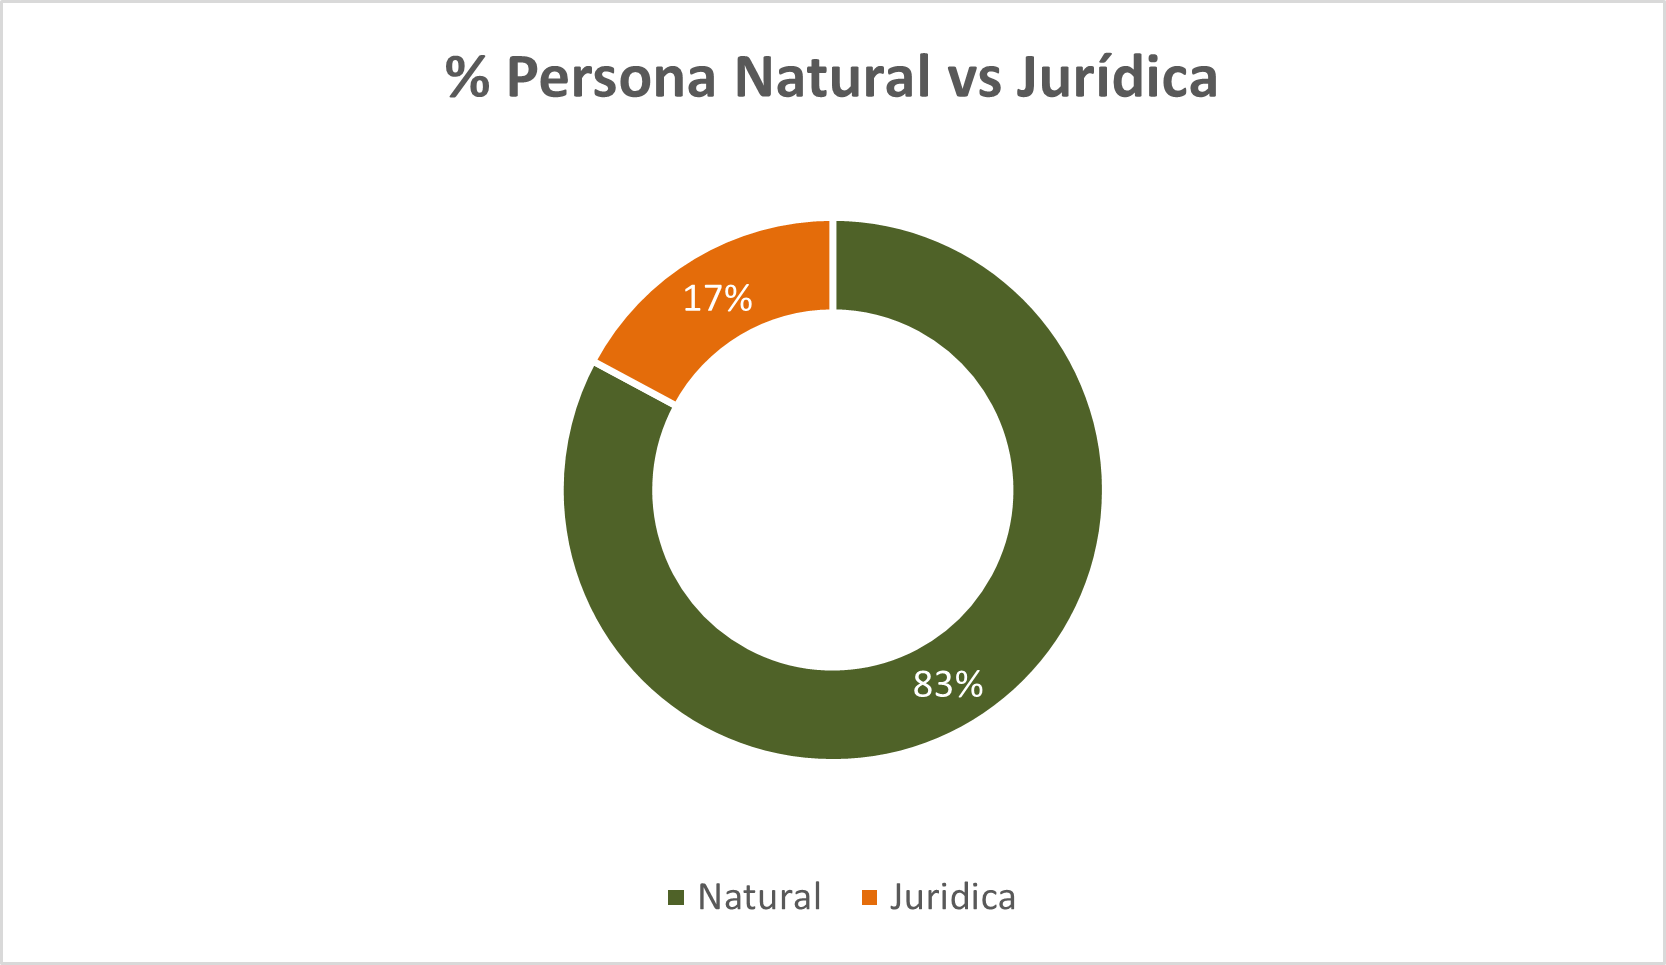 % Persona Natural vs Jurídica
17%
83%
Natural
Juridica